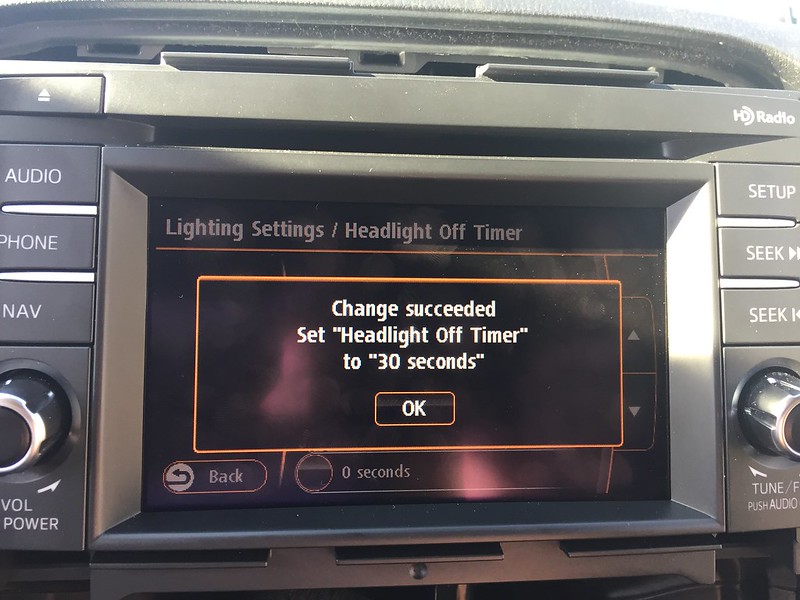 HD Radio
AUDIO
PHONE
NAV
VOL
POWER
Lighting Settings / Headlight Off Timer
Change succeeded
Set "Headlight Off Timer"
to "30 seconds"
OK
Back
0 seconds
SETUP
SEEK
SEEK
TUNE/F
PUSH AUDIO